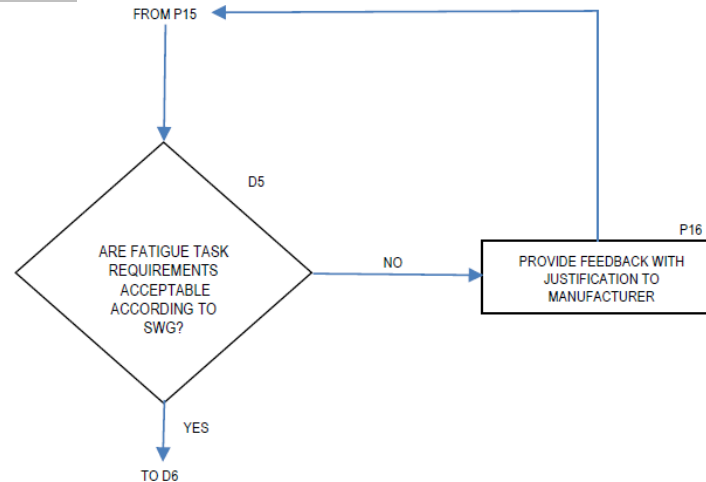 FROM P15
D5
ARE FATIGUE TASK
REQUIREMENTS
ACCEPTABLE
ACCORDING TO
SWG?
NO
P16
PROVIDE FEEDBACK WITH
JUSTIFICATION TO
MANUFACTURER
YES
TO D6